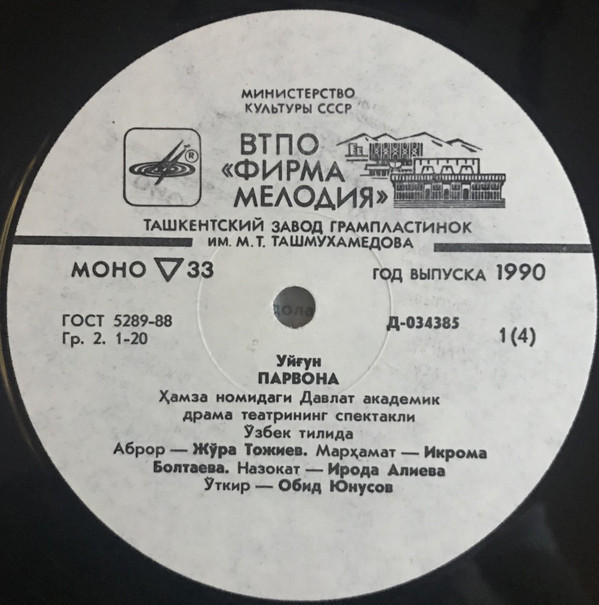 МИНИСТЕРСТВО
КУЛЬТУРЫ СССР
ВТПО
«ФИРМА
МЕЛОДИЯ»
®
ТАШКЕНТСКИЙ ЗАВОД ГРАМПЛАСТИНОК
ИМ. М. Т. ТАШМУХАМЕДОВА
МОНО 33
ГОД ВЫПУСКА 1990
ГОСТ 5289-88
Гр. 2. 1-20
Д-034385
1(4)
Уйғун
ПАРВОНА
Ҳамза номидаги Давлат академик
драма театрининг спектакли
Ўзбек тилида
Аброр — Жўра Тожиев. Марҳамат — Икрома
Болтаева. Назокат — Ирода Алиева
Ўткир — Обид Юнусов